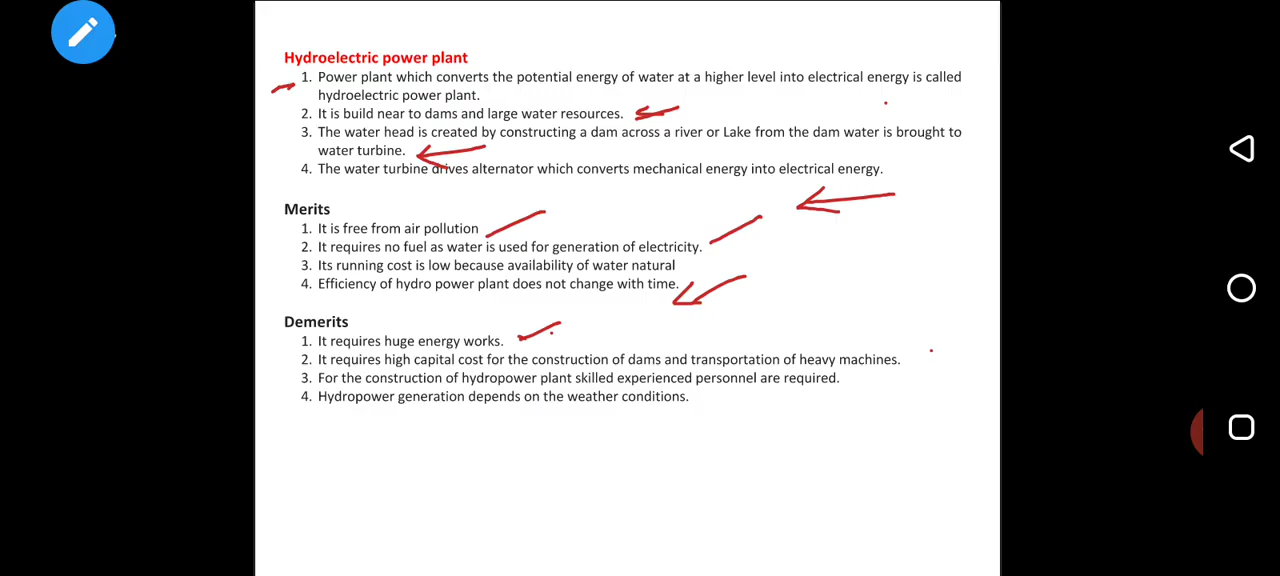 Hydroelectric power plant
1. Power plant which converts the potential energy of water at a higher level into electrical energy is called
hydroelectric power plant.
2. It is build near to dams and large water resources.
3. The water head is created by constructing a dam across a river or Lake from the dam water is brought to
water turbine.
4. The water turbine drives alternator which converts mechanical energy into electrical energy.
Merits
1. It is free from air pollution
2. It requires no fuel as water is used for generation of electricity.
3. Its running cost is low because availability of water natural
4. Efficiency of hydro power plant does not change with time.
Demerits
1. It requires huge energy works.
2. It requires high capital cost for the construction of dams and transportation of heavy machines.
3. For the construction of hydropower plant skilled experienced personnel are required.
4. Hydropower generation depends on the weather conditions.